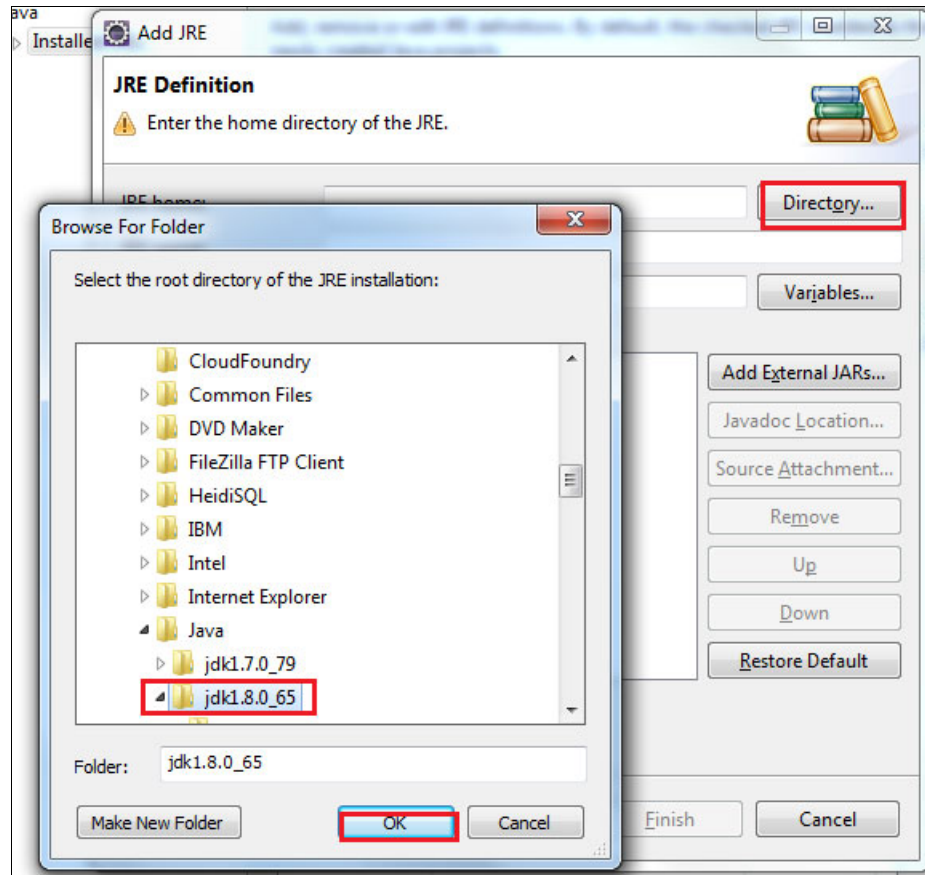 ava
Installe
Add JRE
JRE Definition
Enter the home directory of the JRE.
JRE home:
Directory...
Browse For Folder
Select the root directory of the JRE installation:
Variables...
CloudFoundry
Common Files
DVD Maker
FileZilla FTP Client
HeidiSQL
IBM
Intel
Internet Explorer
Java
jdk1.7.0_79
jdk1.8.0_65
Add External JARs...
Javadoc Location...
Source Attachment...
Remove
Up
Down
Restore Default
Folder: jdk1.8.0_65
Make New Folder
OK
Cancel
Finish
Cancel